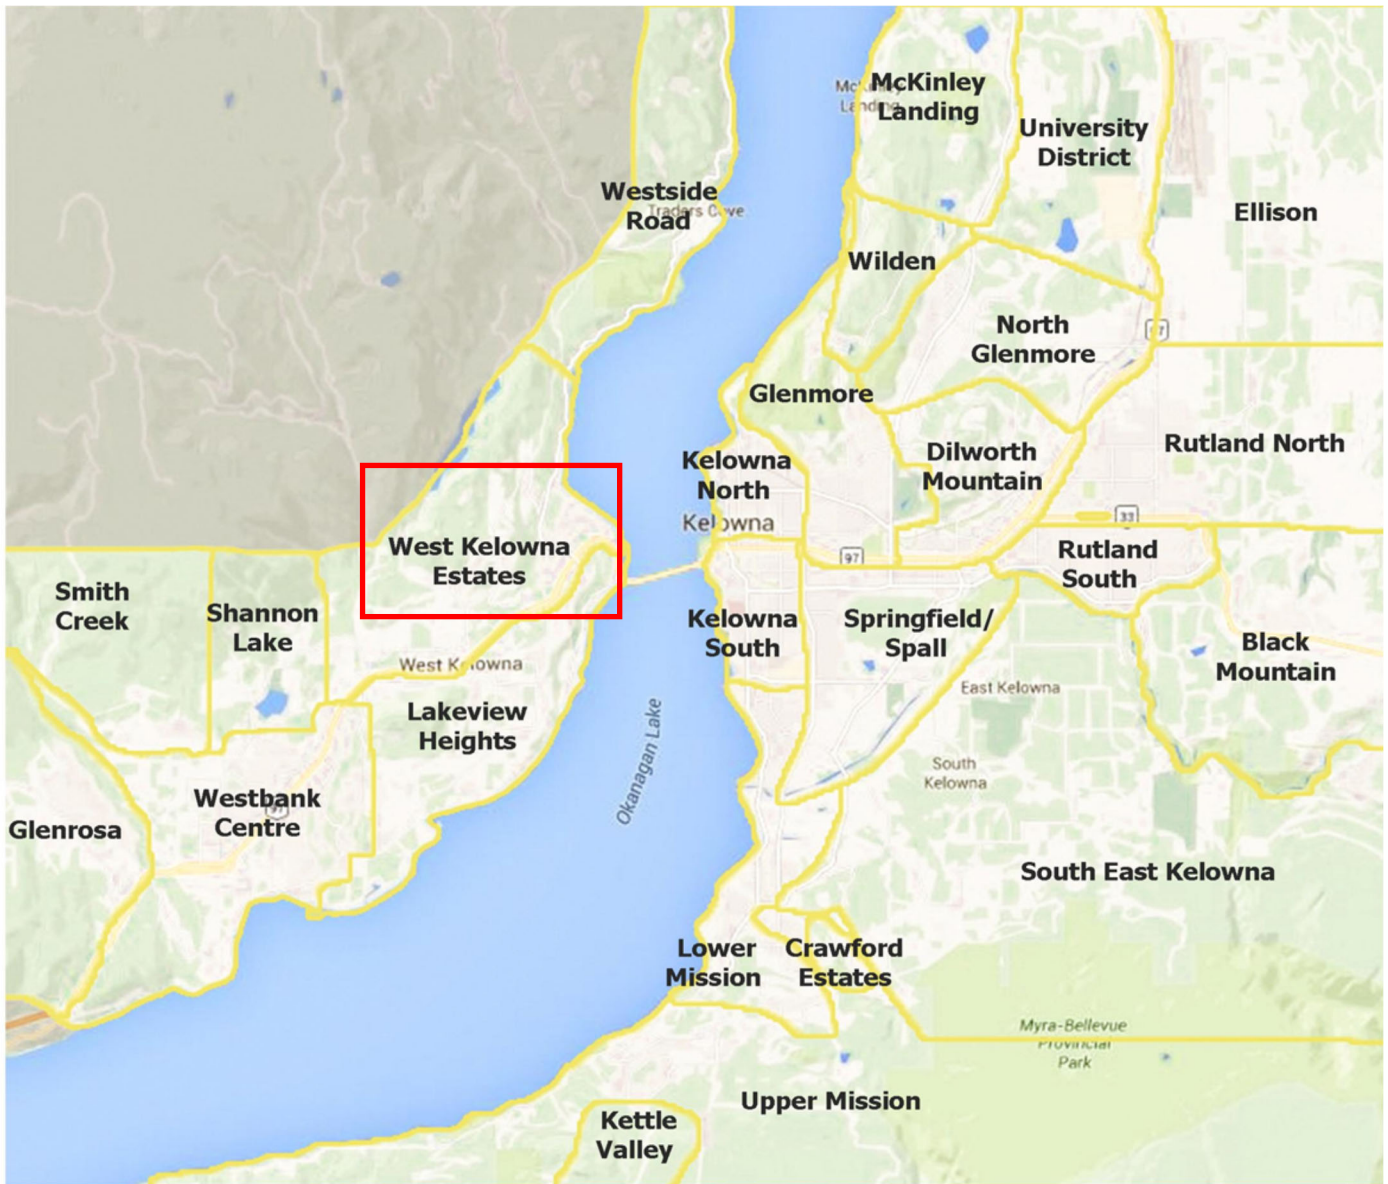 McKinley
Landing
McKinley
Landing
University
District
Westside
Road
Traders Cove
Ellison
Wilden
North
Glenmore
97
Glenmore
Rutland North
Dilworth
Mountain
Kelowna
North
Kelowna
33
West Kelowna
Estates
97
Rutland
South
Smith
Creek
Shannon
Lake
Kelowna
South
Springfield/
Spall
Black
Mountain
West Kelowna
East Kelowna
Lakeview
Heights
Okanagan Lake
South
Kelowna
Westbank
Centre
97
Glenrosa
South East Kelowna
Lower
Mission
Crawford
Estates
Myra-Bellevue
Provincial
Park
Upper Mission
Kettle
Valley